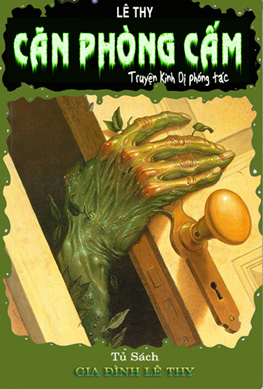 LÊ THY
CĂN PHÒNG CẤM
Truyện Kinh Dị phóng tác
Tủ Sách
GIA ĐÌNH LÊ THY